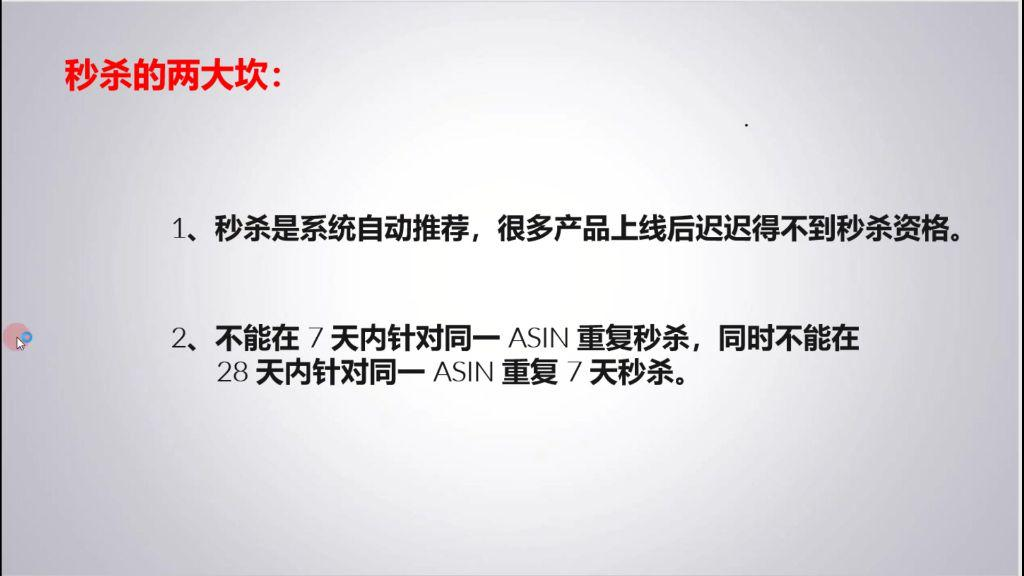 秒杀的两大坎：
1、秒杀是系统自动推荐，很多产品上线后迟迟得不到秒杀资格。
2、不能在 7 天内针对同一 ASIN 重复秒杀，同时不能在
28 天内针对同一 ASIN 重复 7 天秒杀。